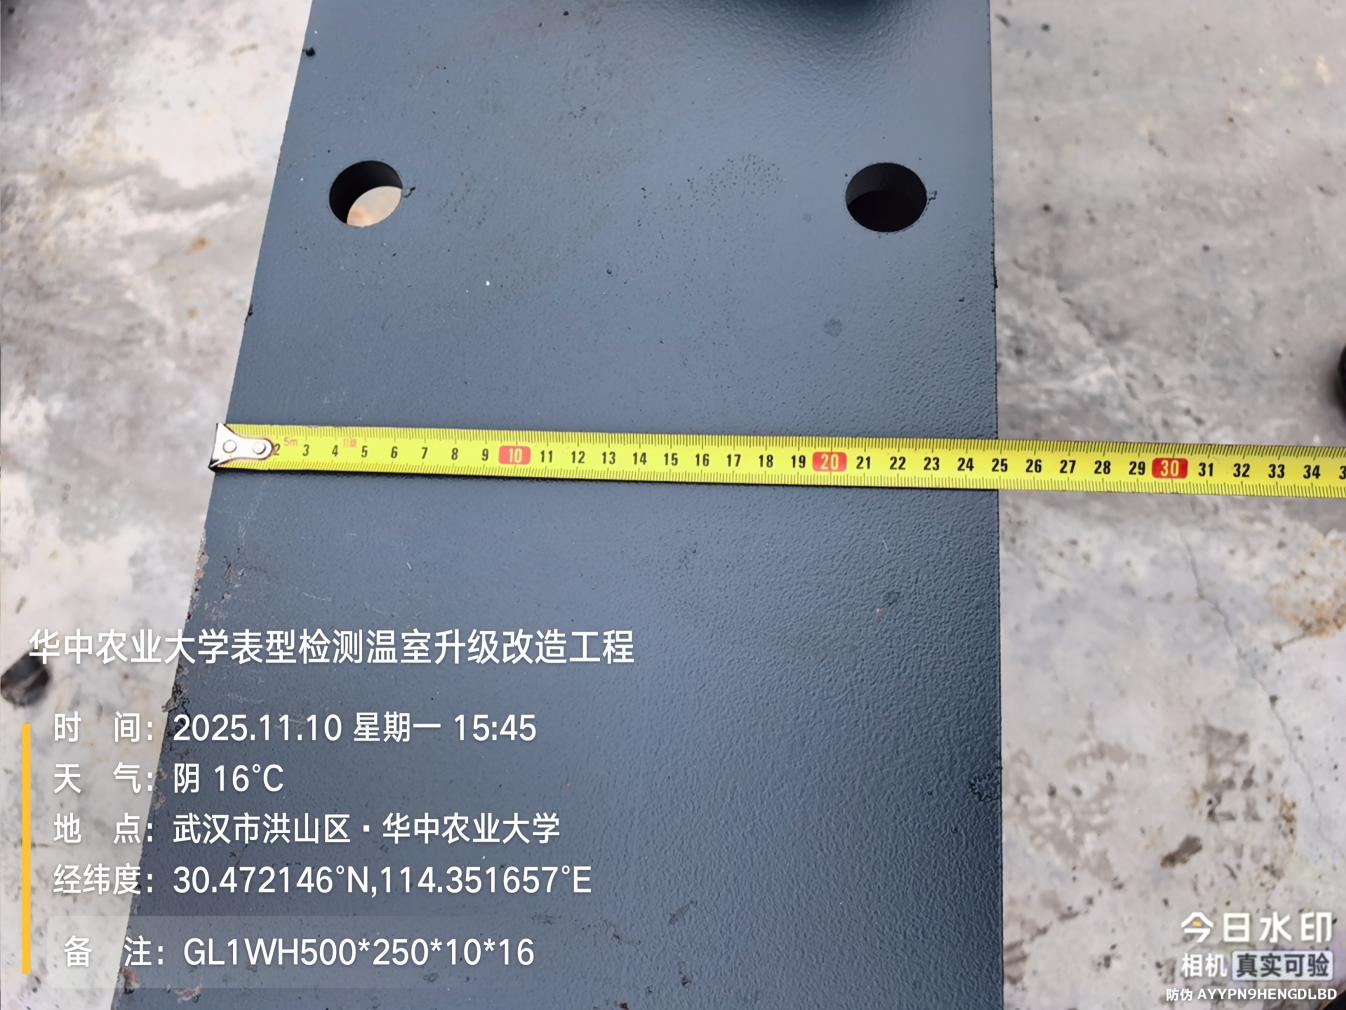 5m
2 3 4 5 6 7 8 9 10 11 12 13 14 15 16 17 18 19 20 21 22 23 24 25 26 27 28 29 30 31 32 33 34
华中农业大学表型检测温室升级改造工程
时 间：2025.11.10 星期一 15:45
天 气：阴 16°C
地 点：武汉市洪山区·华中农业大学
经纬度：30.472146°N,114.351657°E
备 注：GL1WH500*250*10*16
今日水印
相机 真实可验
防伪 AYYPN9HENGDLBD